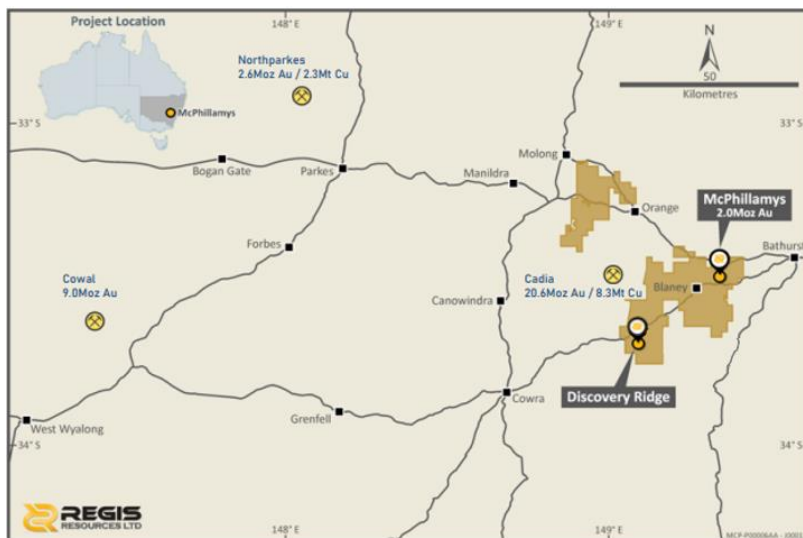 Project Location
McPhillamys
148° E
149° E
Northparkes
2.6Moz Au / 2.3Mt Cu
N
50
Kilometres
33° S
33° S
Bogan Gate
Parkes
Manildra
Molong
Orange
McPhillamys
2.0Moz Au
Bathurst
Forbes
Cowal
9.0Moz Au
Cadia
20.6Moz Au / 8.3Mt Cu
Blaney
Canowindra
Discovery Ridge
Cowra
Grenfell
West Wyalong
34° S
34° S
REGIS
RESOURCES LTD
148° E
149° E